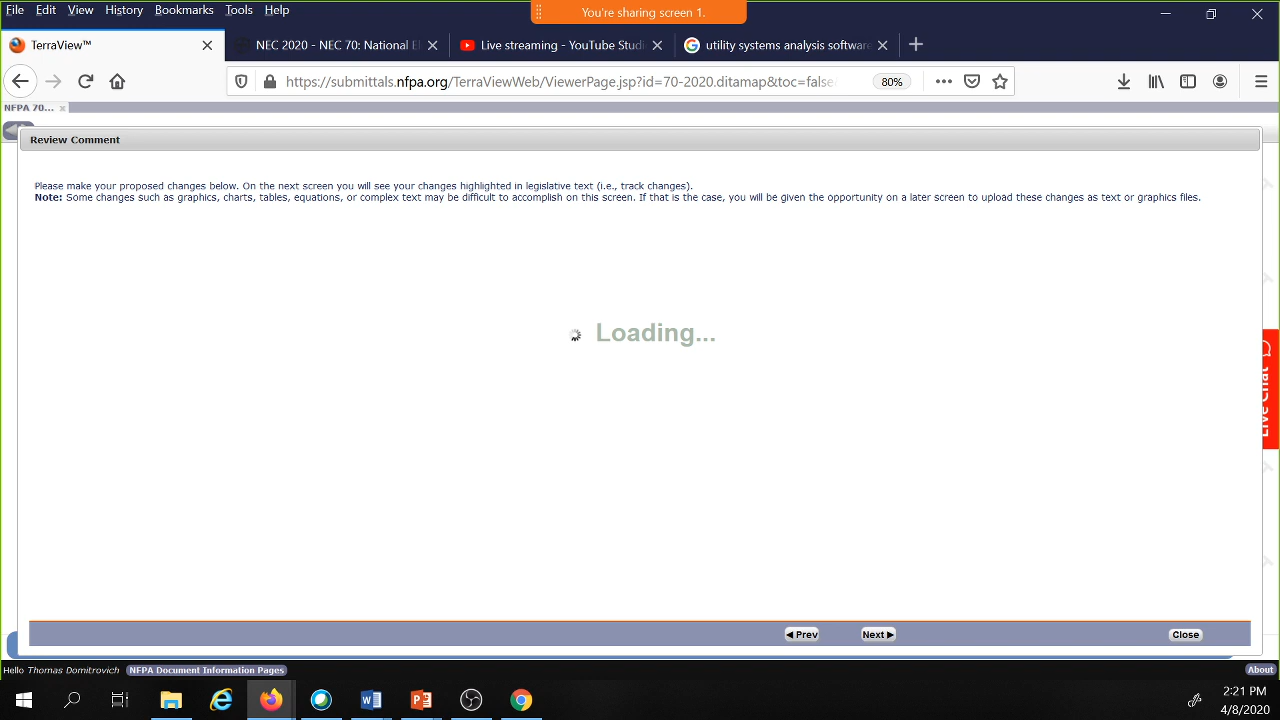 File Edit View History Bookmarks Tools Help
You're sharing screen 1.
TerraView™
NEC 2020 - NEC 70: National El
Live streaming - YouTube Studi
utility systems analysis software
https://submittals.nfpa.org/TerraViewWeb/ViewerPage.jsp?id=70-2020.ditamap&toc=false
80%
NFPA 70...
Review Comment
Please make your proposed changes below. On the next screen you will see your changes highlighted in legislative text (i.e., track changes).
Note: Some changes such as graphics, charts, tables, equations, or complex text may be difficult to accomplish on this screen. If that is the case, you will be given the opportunity on a later screen to upload these changes as text or graphics files.
Loading...
Live Chat
Prev Next Close
Hello Thomas Domitrovich NFPA Document Information Pages About
2:21 PM
4/8/2020